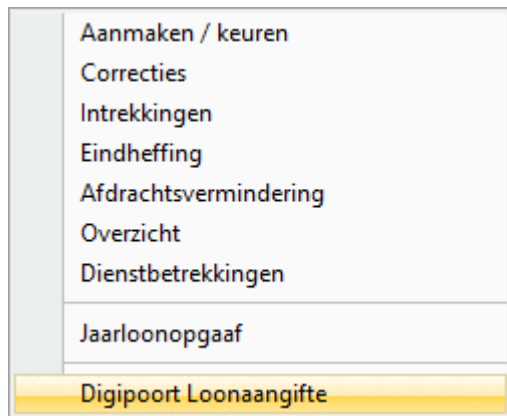 Aanmaken / keuren
Correcties
Intrekkingen
Eindheffing
Afdrachtsvermindering
Overzicht
Dienstbetrekkingen
Jaarloonopgaaf
Digipoort Loonaangifte